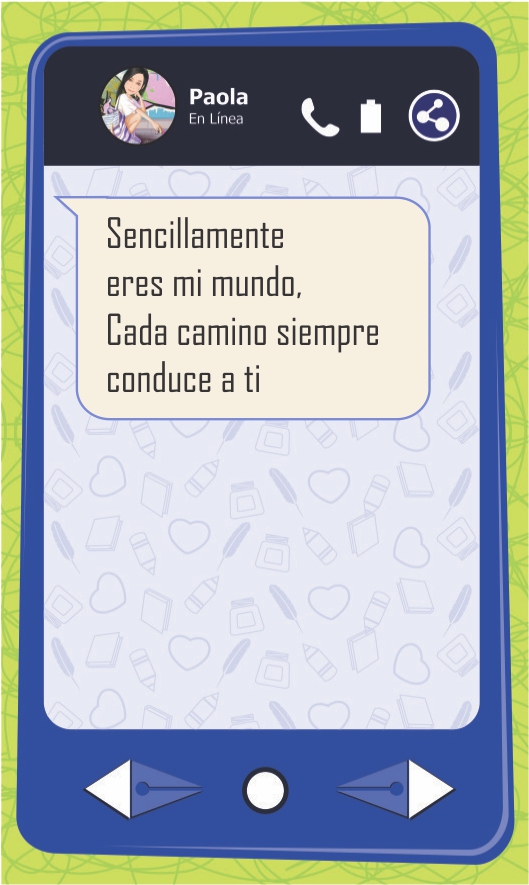 Paola
En Línea
Sencillamente
eres mi mundo,
Cada camino siempre
conduce a ti